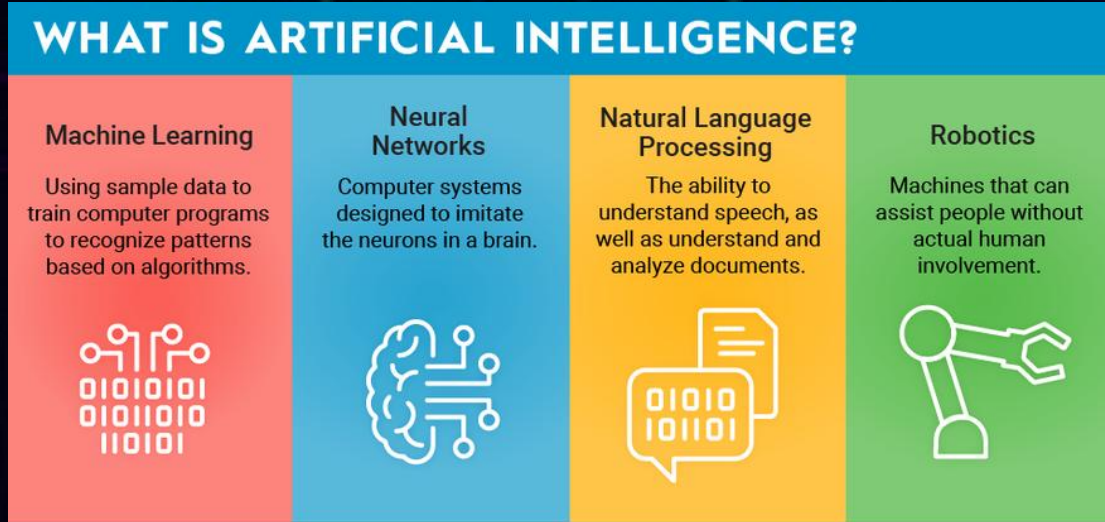 WHAT IS ARTIFICIAL INTELLIGENCE?
Machine Learning
Using sample data to
train computer programs
to recognize patterns
based on algorithms.
01010101
01011010
110101
Neural
Networks
Computer systems
designed to imitate
the neurons in a brain.
Natural Language
Processing
The ability to
understand speech, as
well as understand and
analyze documents.
01010
101101
Robotics
Machines that can
assist people without
actual human
involvement.